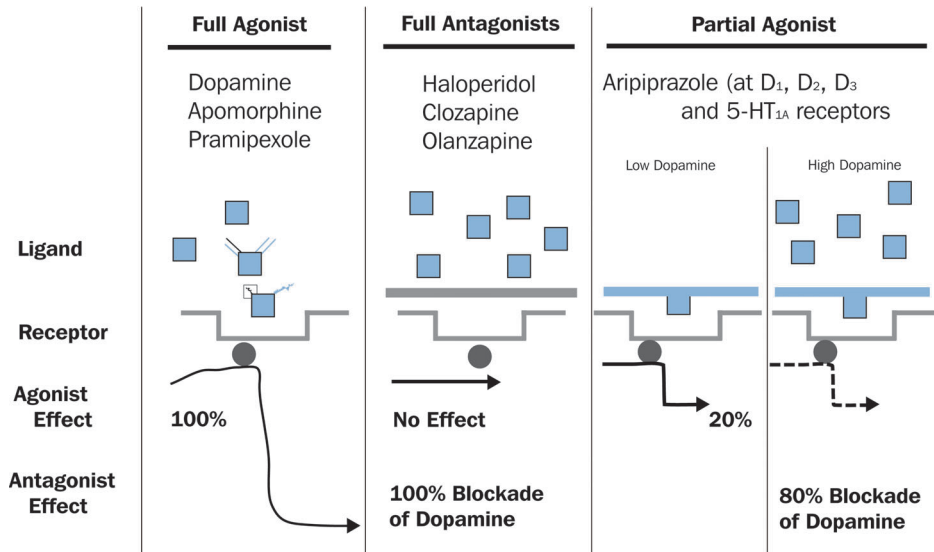 Full Agonist
Full Antagonists
Partial Agonist
Dopamine
Apomorphine
Pramipexole
Haloperidol
Clozapine
Olanzapine
Aripiprazole (at D₁, D₂, D₃
and 5-HT₁ₐ receptors
Low Dopamine
High Dopamine
Ligand
Receptor
Agonist
Effect
100%
No Effect
20%
Antagonist
Effect
100% Blockade
of Dopamine
80% Blockade
of Dopamine